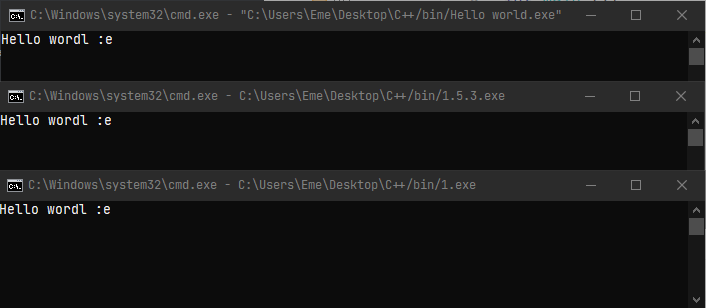 C:\Windows\system32\cmd.exe - "C:\Users\Eme\Desktop\C++/bin/Hello world.exe"
Hello wordl :e
C:\Windows\system32\cmd.exe - C:\Users\Eme\Desktop\C++/bin/1.5.3.exe
Hello wordl :e
C:\Windows\system32\cmd.exe - C:\Users\Eme\Desktop\C++/bin/1.exe
Hello wordl :e